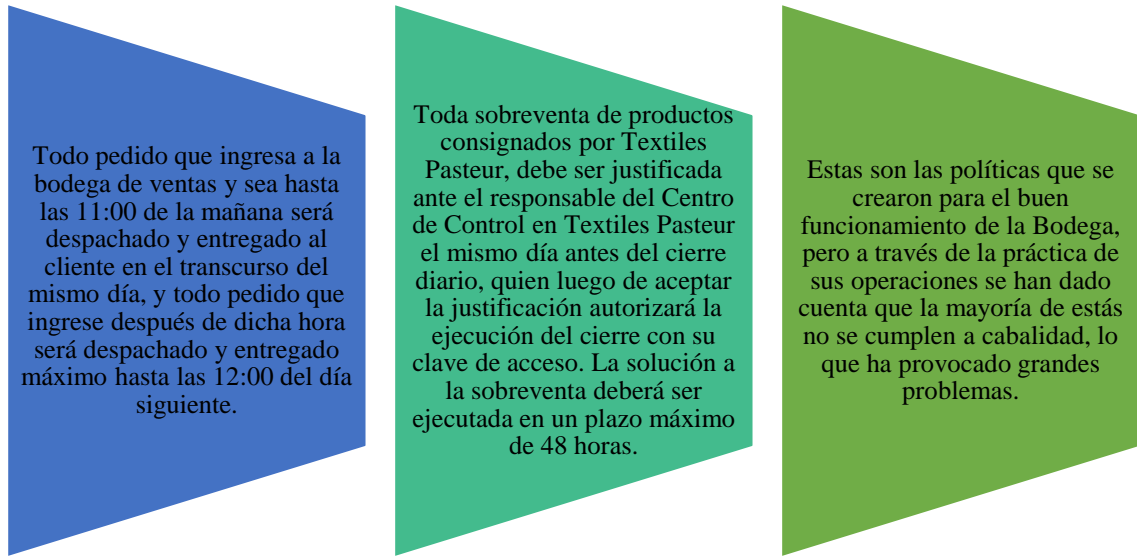 Todo pedido que ingresa a la
bodega de ventas y sea hasta
las 11:00 de la mañana será
despachado y entregado al
cliente en el transcurso del
mismo día, y todo pedido que
ingrese después de dicha hora
será despachado y entregado
máximo hasta las 12:00 del día
siguiente.
Toda sobreventa de productos
consignados por Textiles
Pasteur, debe ser justificada
ante el responsable del Centro
de Control en Textiles Pasteur
el mismo día antes del cierre
diario, quien luego de aceptar
la justificación autorizará la
ejecución del cierre con su
clave de acceso. La solución a
la sobreventa deberá ser
ejecutada en un plazo máximo
de 48 horas.
Estas son las políticas que se
crearon para el buen
funcionamiento de la Bodega,
pero a través de la práctica de
sus operaciones se han dado
cuenta que la mayoría de estás
no se cumplen a cabalidad, lo
que ha provocado grandes
problemas.